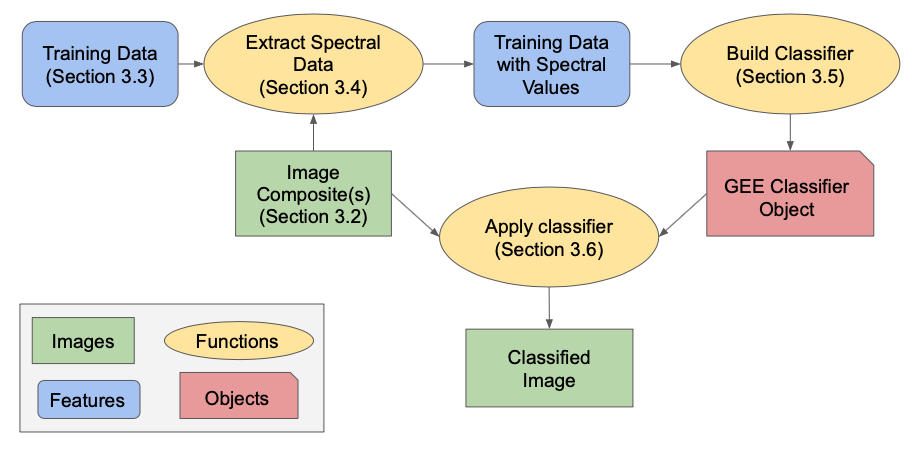 Training Data
(Section 3.3)
Extract Spectral
Data
(Section 3.4)
Training Data
with Spectral
Values
Build Classifier
(Section 3.5)
Image
Composite(s)
(Section 3.2)
Apply classifier
(Section 3.6)
GEE Classifier
Object
Classified
Image
Images
Functions
Features
Objects